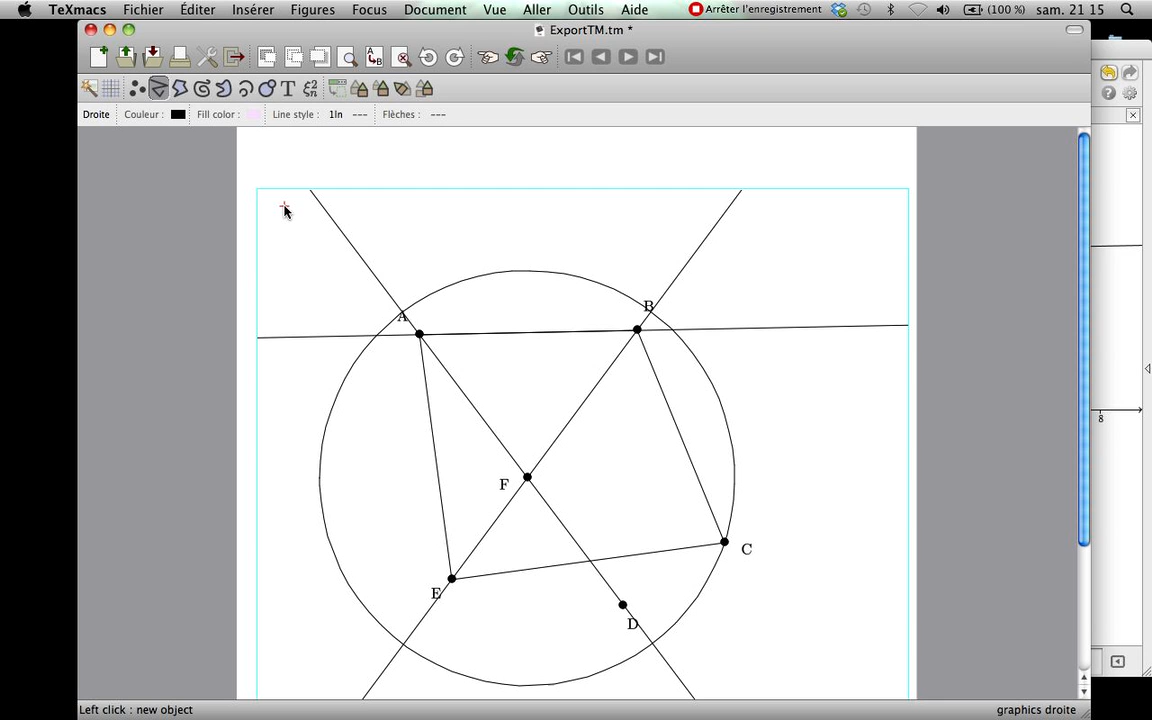 TeXmacs Fichier Éditer Insérer Figures Focus Document Vue Aller Outils Aide Arrêter l'enregistrement (100 %) sam. 21 15
ExportTM.tm *
Droite Couleur : Fill color : Line style : 1ln --- Flèches : ---
B
A
8
F
C
E
D
Left click : new object graphics droite